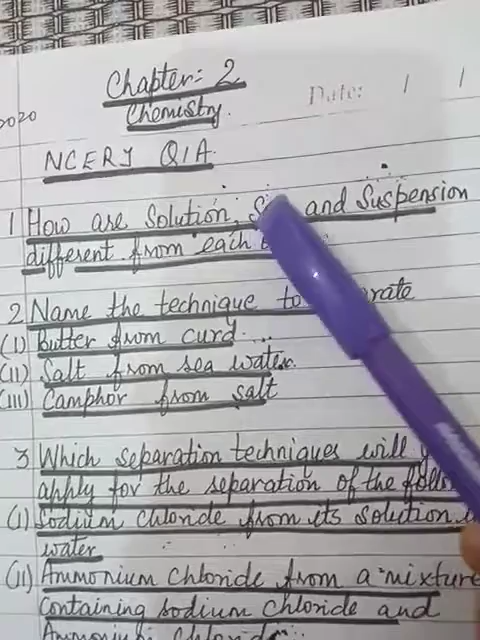 Chapter: 2
Chemistry.
Date: / /
2020
NCERT Q/A
1 How are Solution, and Suspension
different from each
2 Name the technique to
(I) Butter from curd.
(II) Salt from sea water.
(III) Camphor from salt
3 Which separation techniques will
apply for the separation of the
(I) Sodium chloride from its solution
water
(II) Ammonium Chloride from a mixture
containing sodium chloride and
Ammonium chloride